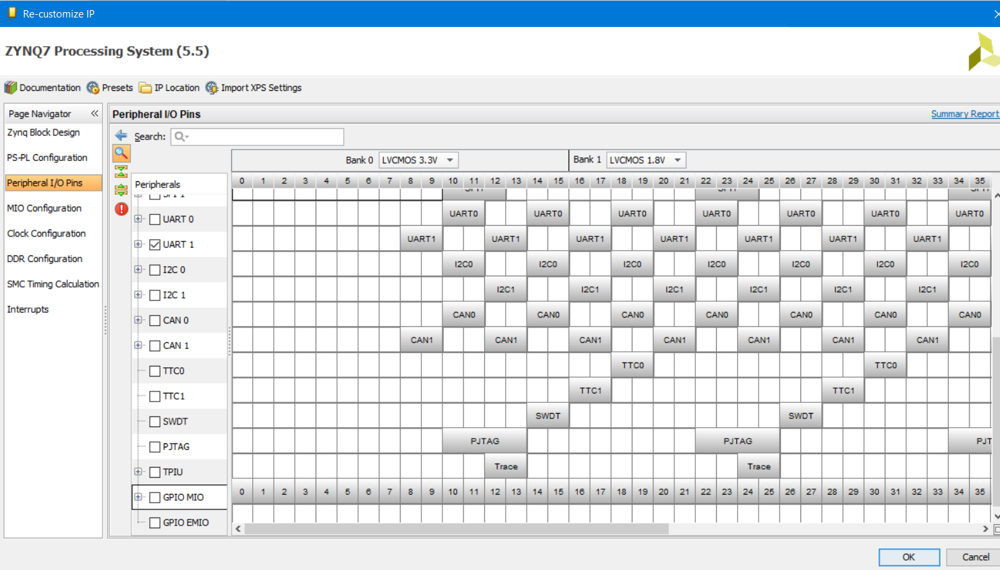 Re-customize IP
ZYNQ7 Processing System (5.5)
Documentation Presets IP Location Import XPS Settings
Page Navigator
Zynq Block Design
PS-PL Configuration
Peripheral I/O Pins
MIO Configuration
Clock Configuration
DDR Configuration
SMC Timing Calculation
Interrupts
Peripheral I/O Pins Summary Report
Search:
Bank 0 LVCMOS 3.3V Bank 1 LVCMOS 1.8V
Peripherals 0 1 2 3 4 5 6 7 8 9 10 11 12 13 14 15 16 17 18 19 20 21 22 23 24 25 26 27 28 29 30 31 32 33 34 35
UART 0 UART0 UART0 UART0 UART0 UART0 UART0 UART0
UART 1 UART1 UART1 UART1 UART1 UART1 UART1 UART1
I2C 0 I2C0 I2C0 I2C0 I2C0 I2C0 I2C0 I2C0
I2C 1 I2C1 I2C1 I2C1 I2C1 I2C1 I2C1
CAN 0 CAN0 CAN0 CAN0 CAN0 CAN0 CAN0 CAN0
CAN 1 CAN1 CAN1 CAN1 CAN1 CAN1 CAN1 CAN1
TTC0 TTC0 TTC0
TTC1 TTC1 TTC1
SWDT SWDT SWDT
PJTAG PJTAG PJTAG PJT
TPIU Trace Trace
GPIO MIO 0 1 2 3 4 5 6 7 8 9 10 11 12 13 14 15 16 17 18 19 20 21 22 23 24 25 26 27 28 29 30 31 32 33 34 35
GPIO EMIO
OK Cancel